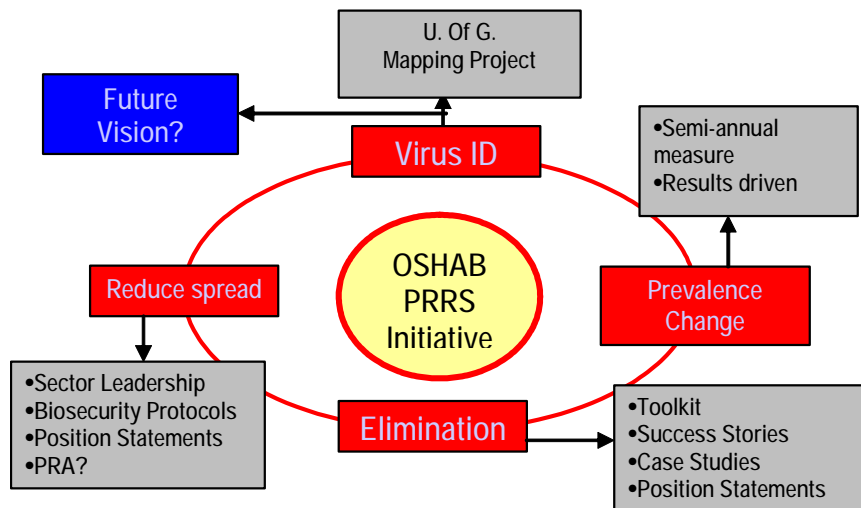 U. Of G.
Mapping Project
Future
Vision?
Virus ID
•Semi-annual
measure
•Results driven
OSHAB
PRRS
Initiative
Reduce spread
Prevalence
Change
•Sector Leadership
•Biosecurity Protocols
•Position Statements
•PRA?
Elimination
•Toolkit
•Success Stories
•Case Studies
•Position Statements